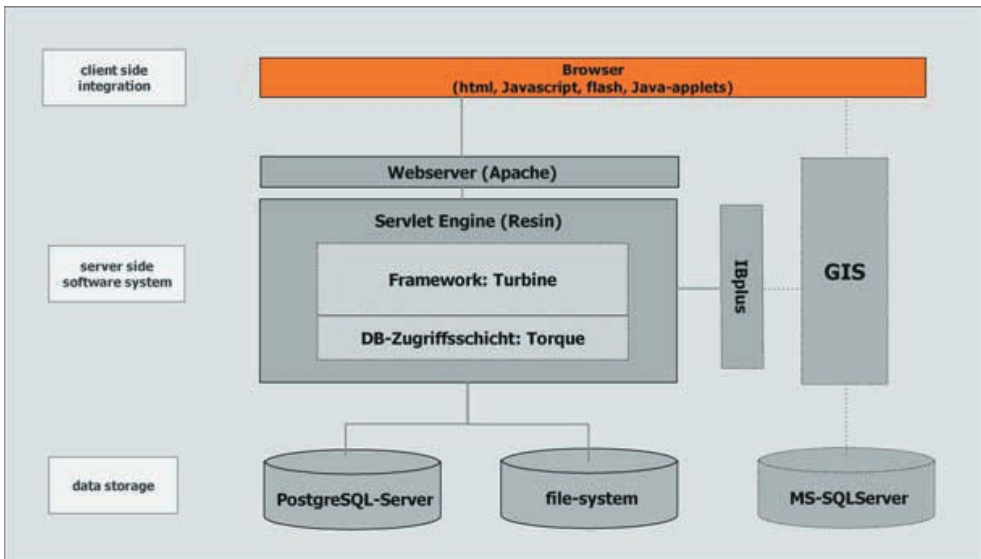 client side
integration
Browser
(html, Javascript, flash, Java-applets)
Webserver (Apache)
Servlet Engine (Resin)
server side
software system
Framework: Turbine
DB-Zugriffsschicht: Torque
IBplus
GIS
data storage
PostgreSQL-Server
file-system
MS-SQLServer